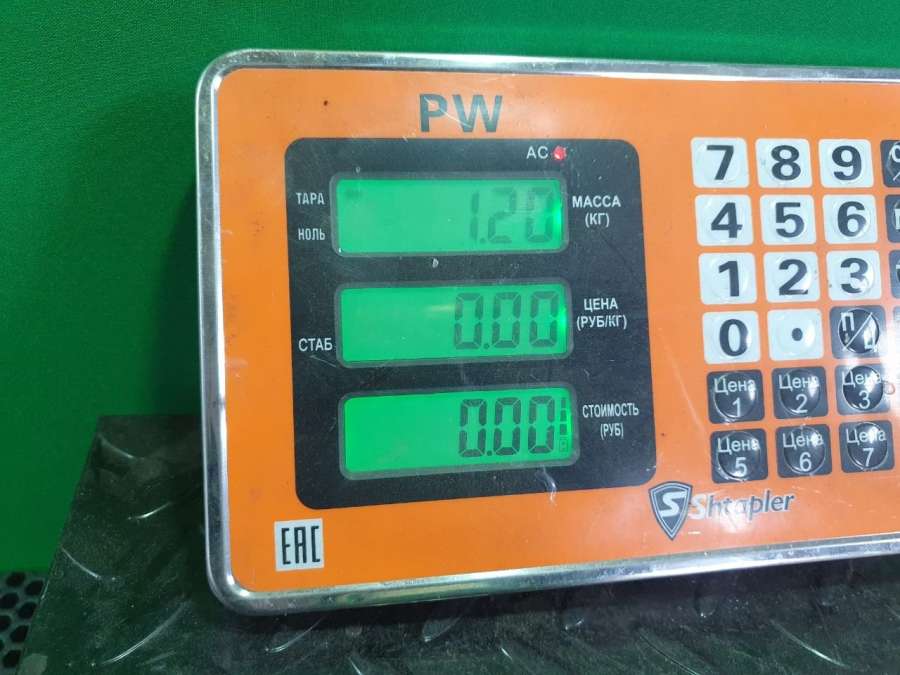 PW
AC
ТАРА
НОЛЬ
1.20
МАССА
(КГ)
СТАБ
0.00
ЦЕНА
(РУБ/КГ)
0.00
СТОИМОСТЬ
(РУБ)
7 8 9
4 5 6
1 2 3
0 . П/Ц
Цена 1 Цена 2 Цена 3
Цена 5 Цена 6 Цена 7
S Shtapler
EAC